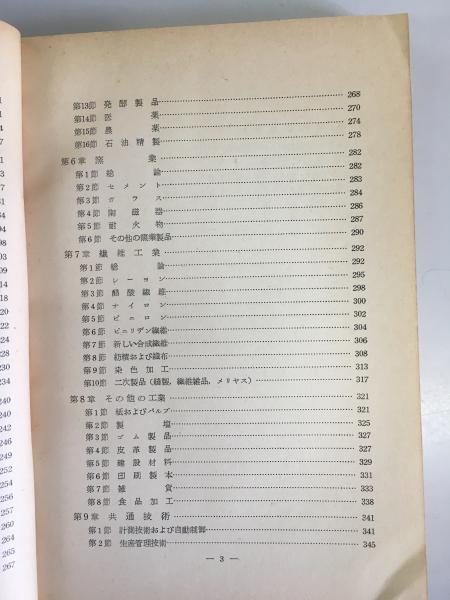 第13節 発酵製品 268
第14節 医薬 270
第15節 農薬 274
第16節 石油精製 278
第6章 窯業 282
第1節 総論 282
第2節 セメント 283
第3節 ガラス 284
第4節 陶磁器 286
第5節 耐火物 287
第6節 その他の窯業製品 290
第7章 繊維工業 292
第1節 総論 292
第2節 レーヨン 295
第3節 醋酸繊維 298
第4節 ナイロン 300
第5節 ビニロン 302
第6節 ビニリデン繊維 304
第7節 新しい合成繊維 306
第8節 紡績および織布 308
第9節 染色加工 313
第10節 二次製品(縫製,繊維雑品,メリヤス) 317
第8章 その他の工業 321
第1節 紙およびパルプ 321
第2節 製塩 325
第3節 ゴム製品 327
第4節 皮革製品 327
第5節 建設材料 329
第6節 印刷製本 331
第7節 雑貨 333
第8節 食品加工 338
第9章 共通技術 341
第1節 計測技術および自動制御 341
第2節 生産管理技術 345
— 3 —
240
240
243
245
247
250
251
253
256
263
265
267